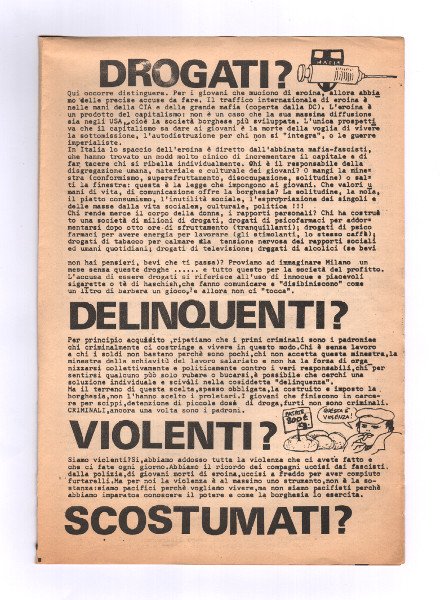 DROGATI?
MAFIA
Qui occorre distinguere. Per i giovani che muoiono di eroina, allora abbia
mo delle precise accuse da fare. Il traffico internazionale di eroina è
nelle mani della CIA e della grande mafia (coperta dalla DC). L'eroina è
un prodotto del capitalismo: non è un caso che la sua massima diffusione
sia negli USA, cioè la società borghese più sviluppata. L'unica prospetti
va che il capitalismo sa dare ai giovani è la morte della voglia di vivere
la sottomissione, l'autodistruzione per chi non si "integra", o le guerre
imperialiste.
In Italia lo spaccio dell'eroina è diretto dall'abbinata mafia-fascisti,
che hanno trovato un modo molto cinico di incrementare il capitale e di
far tacere chi si ribella individualmente. Chi è il responsabile della
disgregazione umana, materiale e culturale dei giovani? O mangi la mine
stra (conformismo, supersfruttamento, disoccupazione, solitudine) o sal
ti la finestra: questa è la legge che impongono ai giovani. Che valori u
mani di vita, di comunicazione offre la borghesia? La solitudine, la noia,
il piatto consumismo, l'inutilità sociale, l'espropriazione dei singoli e
delle masse dalla vita sociale, culturale, politica !!!
Chi rende merce il corpo della donna, i rapporti personali? Chi ha costrui
to una società di milioni di drogati, drogati di psicofarmaci per addor
mentarsi dopo otto ore di sfruttamento (tranquillanti); drogati di psico
farmaci per avere energia per lavorare (gli stimolanti, lo stesso caffè);
drogati di tabacco per calmare la tensione nervosa dei rapporti sociali
ed umani quotidiani; drogati di televisione; drogati di alcolici (se bevi
non hai pensieri, bevi che ti passa)? Proviamo ad immaginare Milano un
mese senza queste droghe ...... e tutto questo per la società del profitto.
L'accusa di essere drogati si riferisce all'uso di innocue e piacevoli
sigarette o tè di haschish, che fanno comunicare e "disibiniscono" come
un litro di barbera un gioco, e allora non ci "tocca".
DELINQUENTI?
Per principio acquisito , ripetiamo che i primi criminali sono i padroni e
chi criminalmente ci costringe a vivere in questo modo. Chi è senza lavoro
a chi i soldi non bastano perchè sono pochi, chi non accetta questa minestra, la
minestra della schiavitù del lavoro salariato e non ha la forza di orga
nizzarsi collettivamente e politicamente contro i veri responsabili, chi per
sentirsi qualcuno può solo rubare o bucarsi, è possibile che cerchi una
soluzione individuale e scivoli nella cosiddetta "delinquenza".
Ma il terreno di questa scelta, spesso obbligata, lo costruito e imposto la
borghesia, non l'hanno scelto i proletari. I giovani che finiscono in carce
re per scippi, detenzione di piccole dosi di droga, furti non sono criminali.
CRIMINALI, ancora una volta sono i padroni.
VIOLENTI?
PATATE
800 £
QUESTA È
VIOLENZA!
Siamo violenti? Sì, abbiamo addosso tutta la violenza che ci avete fatto e
che ci fate ogni giorno. Abbiamo il ricordo dei compagni uccisi dai fascisti
dalla polizia, di giovani morti di eroina, uccisi a freddo per aver compiuto
furtarelli. Ma per noi la violenza è al massimo uno strumento, non è la so-
stanza: siamo pacifici perchè vogliamo vivere, ma non siamo pacifisti perchè
abbiamo imparato conoscere il potere e come la borghesia lo esercita.
SCOSTUMATI?